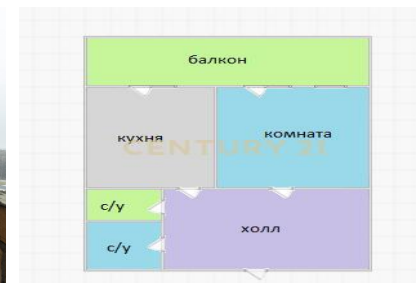 балкон
кухня
комната
CENTURY 21
с/у
холл
с/у